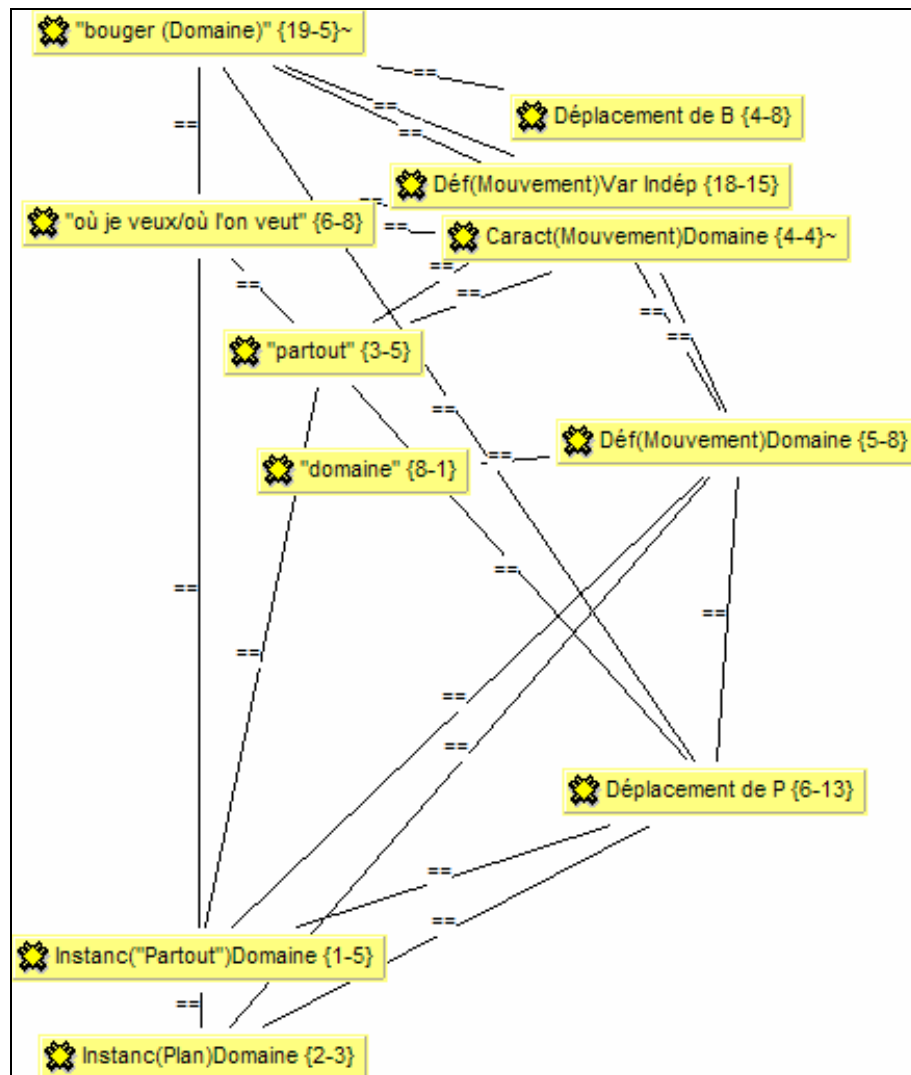 "bouger (Domaine)" {19-5}~
==
==
Déplacement de B {4-8}
==
==
Déf(Mouvement)Var Indép {18-15}
==
"où je veux/où l'on veut" {6-8}
==
Caract(Mouvement)Domaine {4-4}~
==
==
==
==
==
"partout" {3-5}
==
==
Déf(Mouvement)Domaine {5-8}
==
"domaine" {8-1}
==
==
==
==
==
==
Déplacement de P {6-13}
==
==
Instanc("Partout")Domaine {1-5}
==
Instanc(Plan)Domaine {2-3}